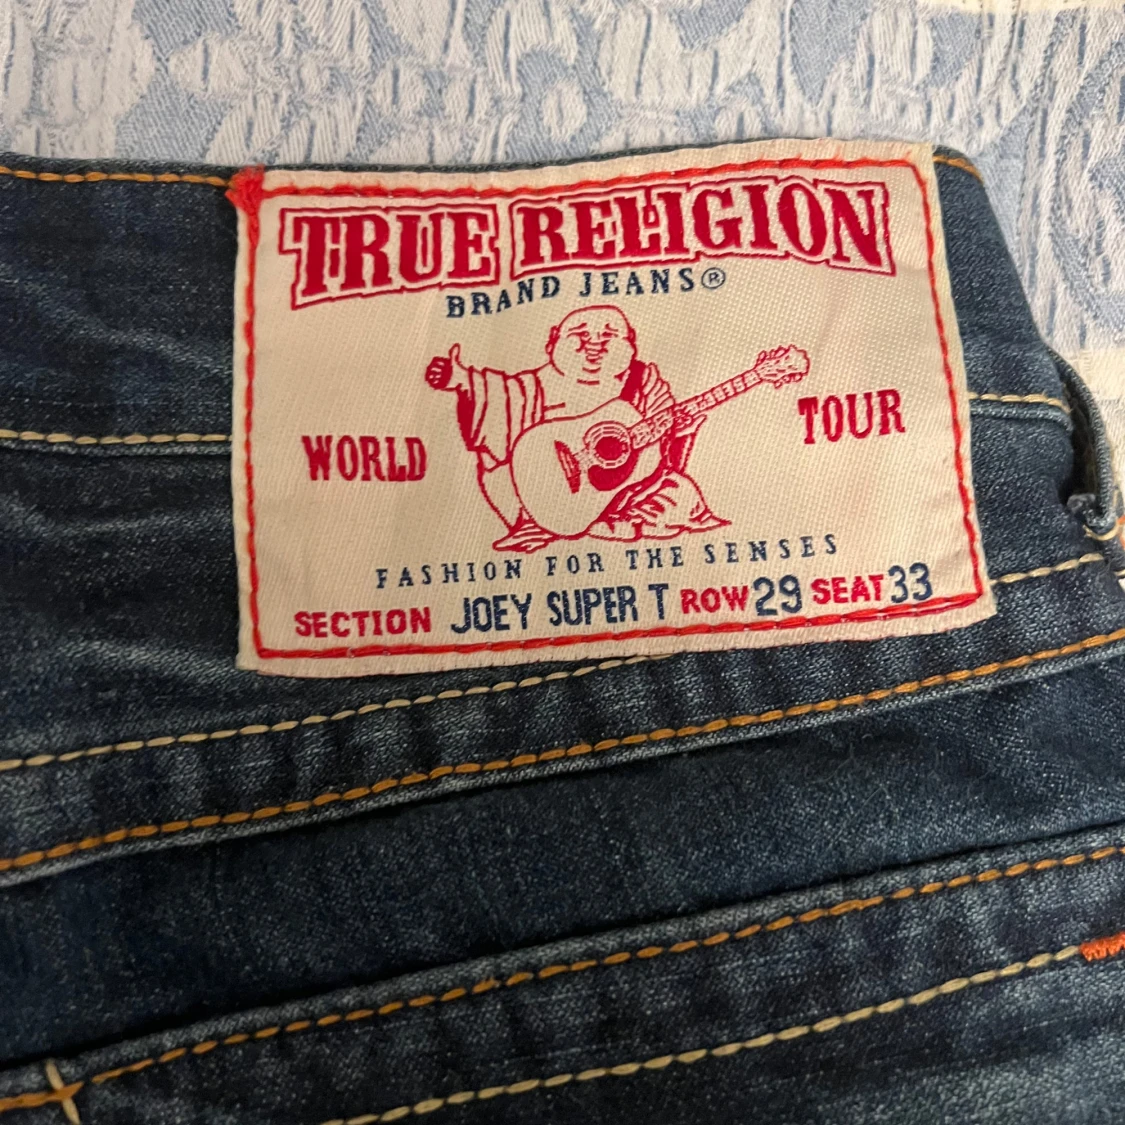 TRUE RELIGION
BRAND JEANS®
WORLD TOUR
FASHION FOR THE SENSES
SECTION JOEY SUPER T ROW 29 SEAT 33